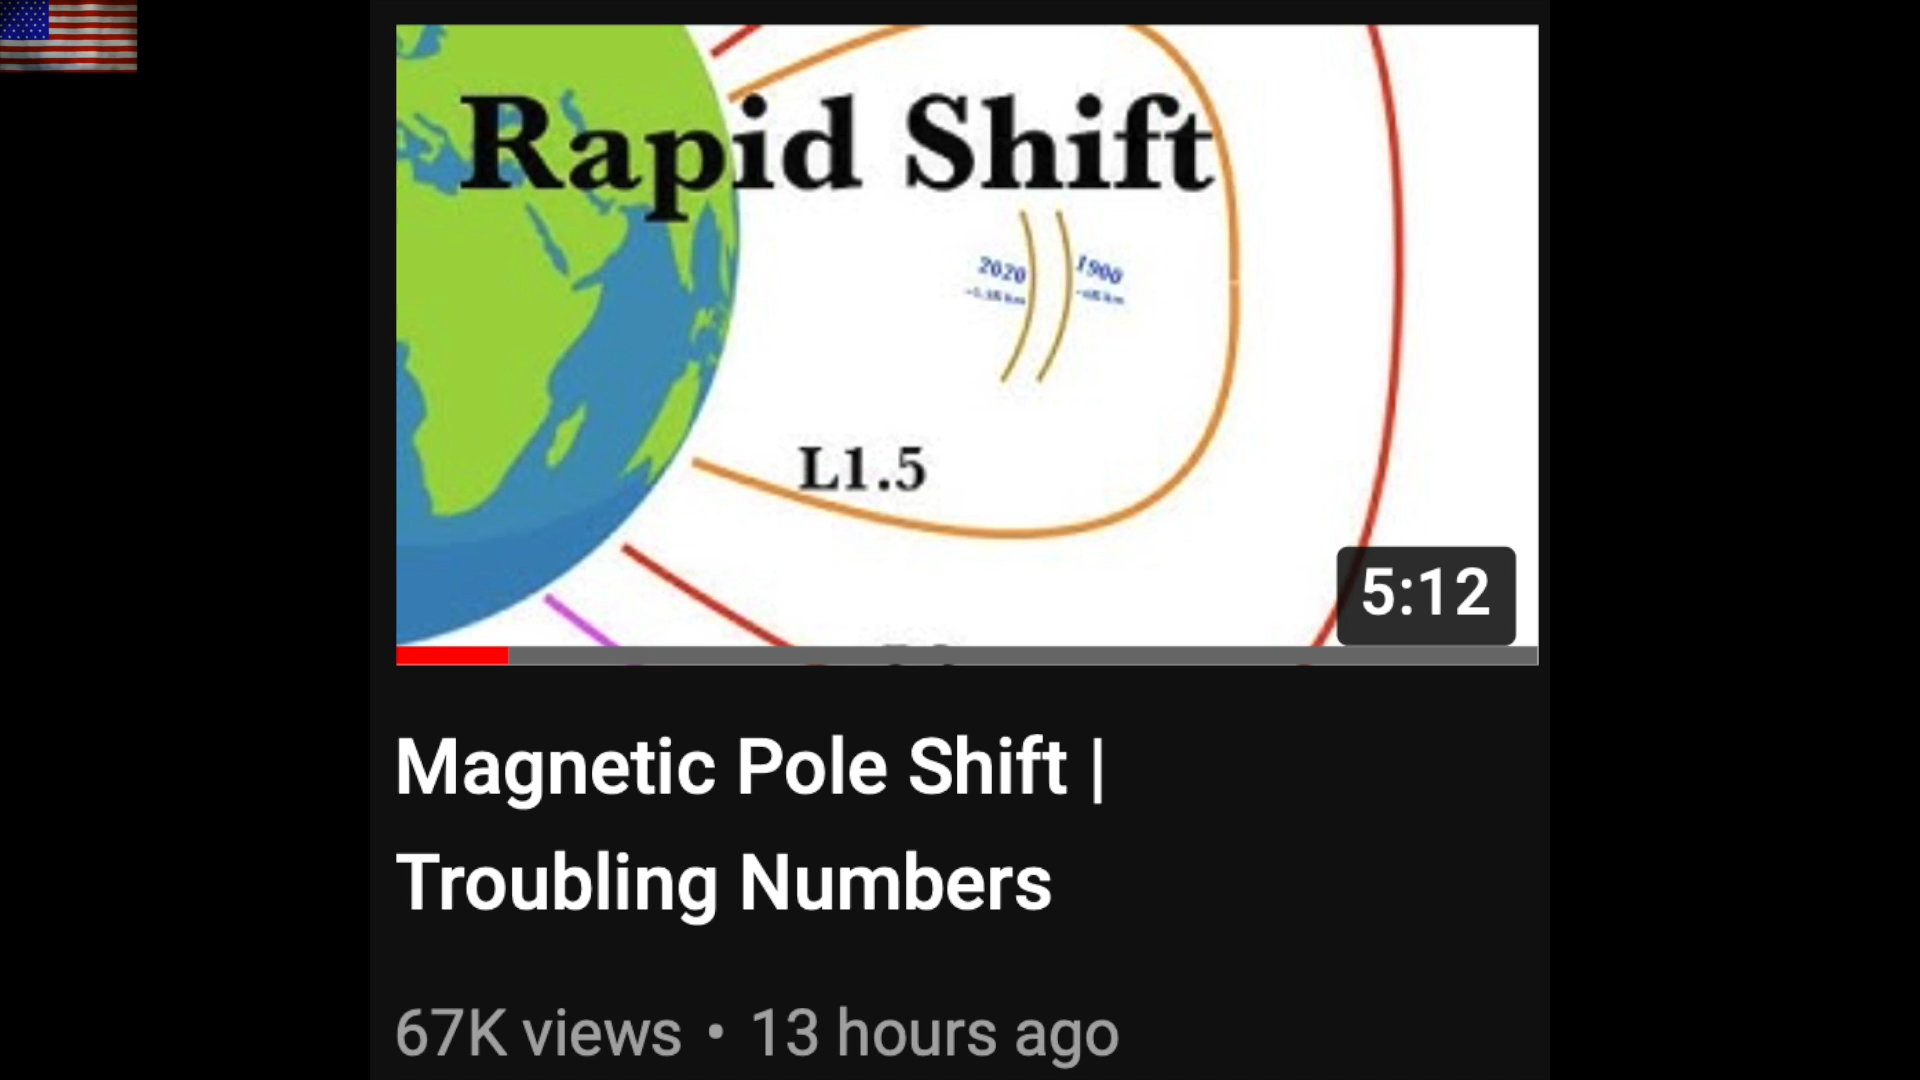 Rapid Shift
2020
1900
L1.5
5:12
Magnetic Pole Shift |
Troubling Numbers
67K views • 13 hours ago